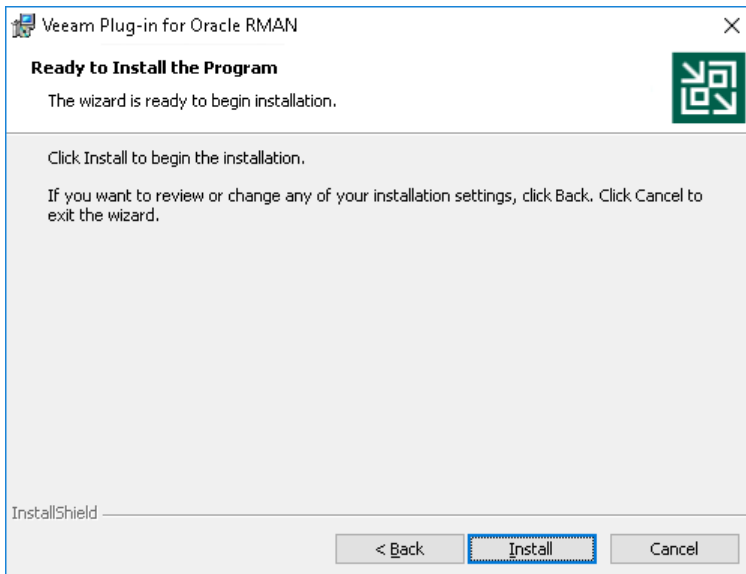 Veeam Plug-in for Oracle RMAN
Ready to Install the Program
The wizard is ready to begin installation.
Click Install to begin the installation.
If you want to review or change any of your installation settings, click Back. Click Cancel to
exit the wizard.
InstallShield
< Back
Install
Cancel